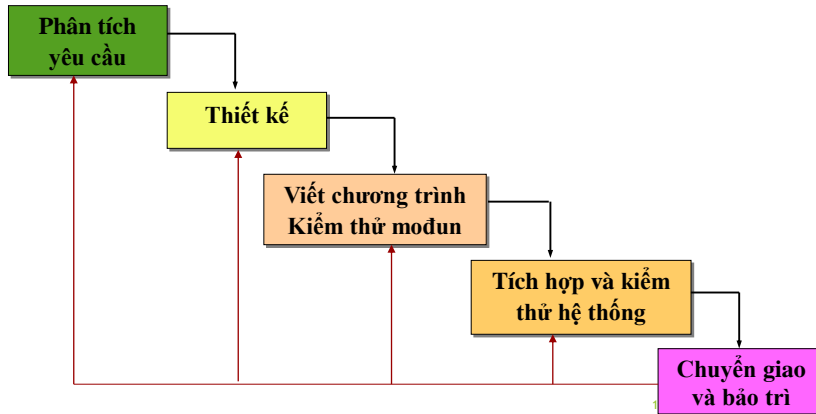 Phân tích
yêu cầu
Thiết kế
Viết chương trình
Kiểm thử mođun
Tích hợp và kiểm
thử hệ thống
Chuyển giao
và bảo trì
1